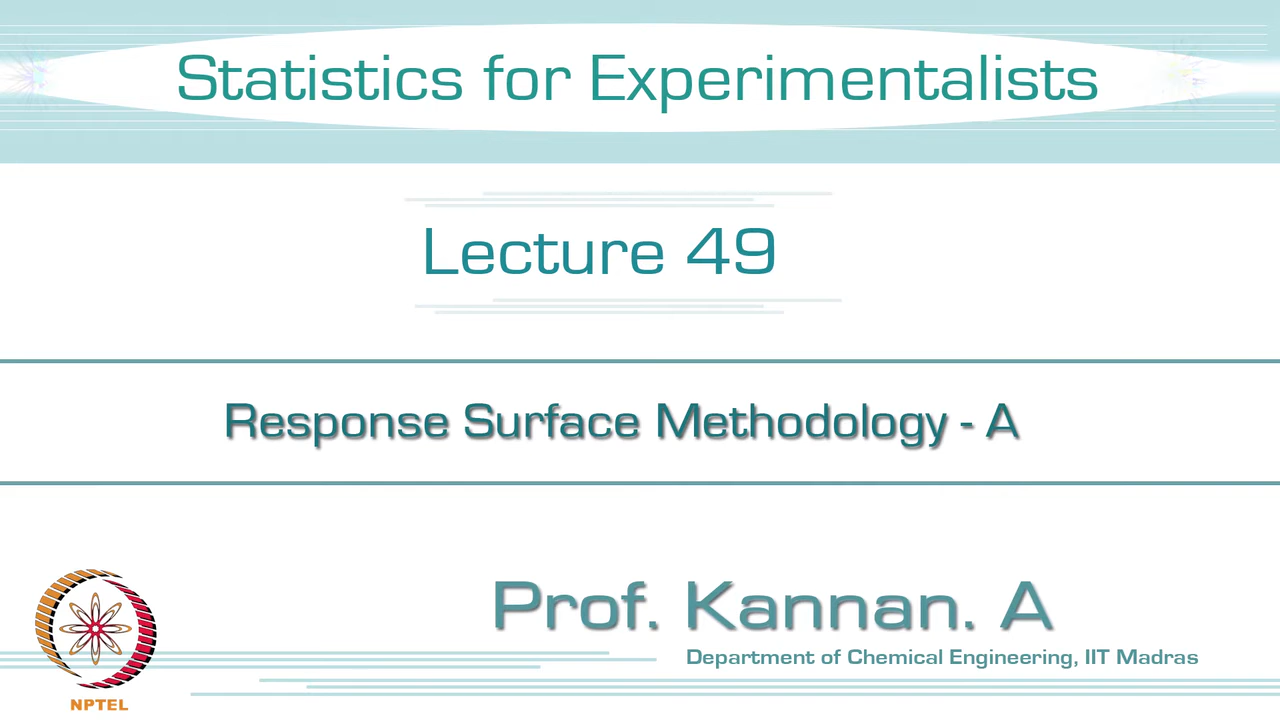 Statistics for Experimentalists
Lecture 49
Response Surface Methodology - A
Prof. Kannan. A
Department of Chemical Engineering, IIT Madras
NPTEL